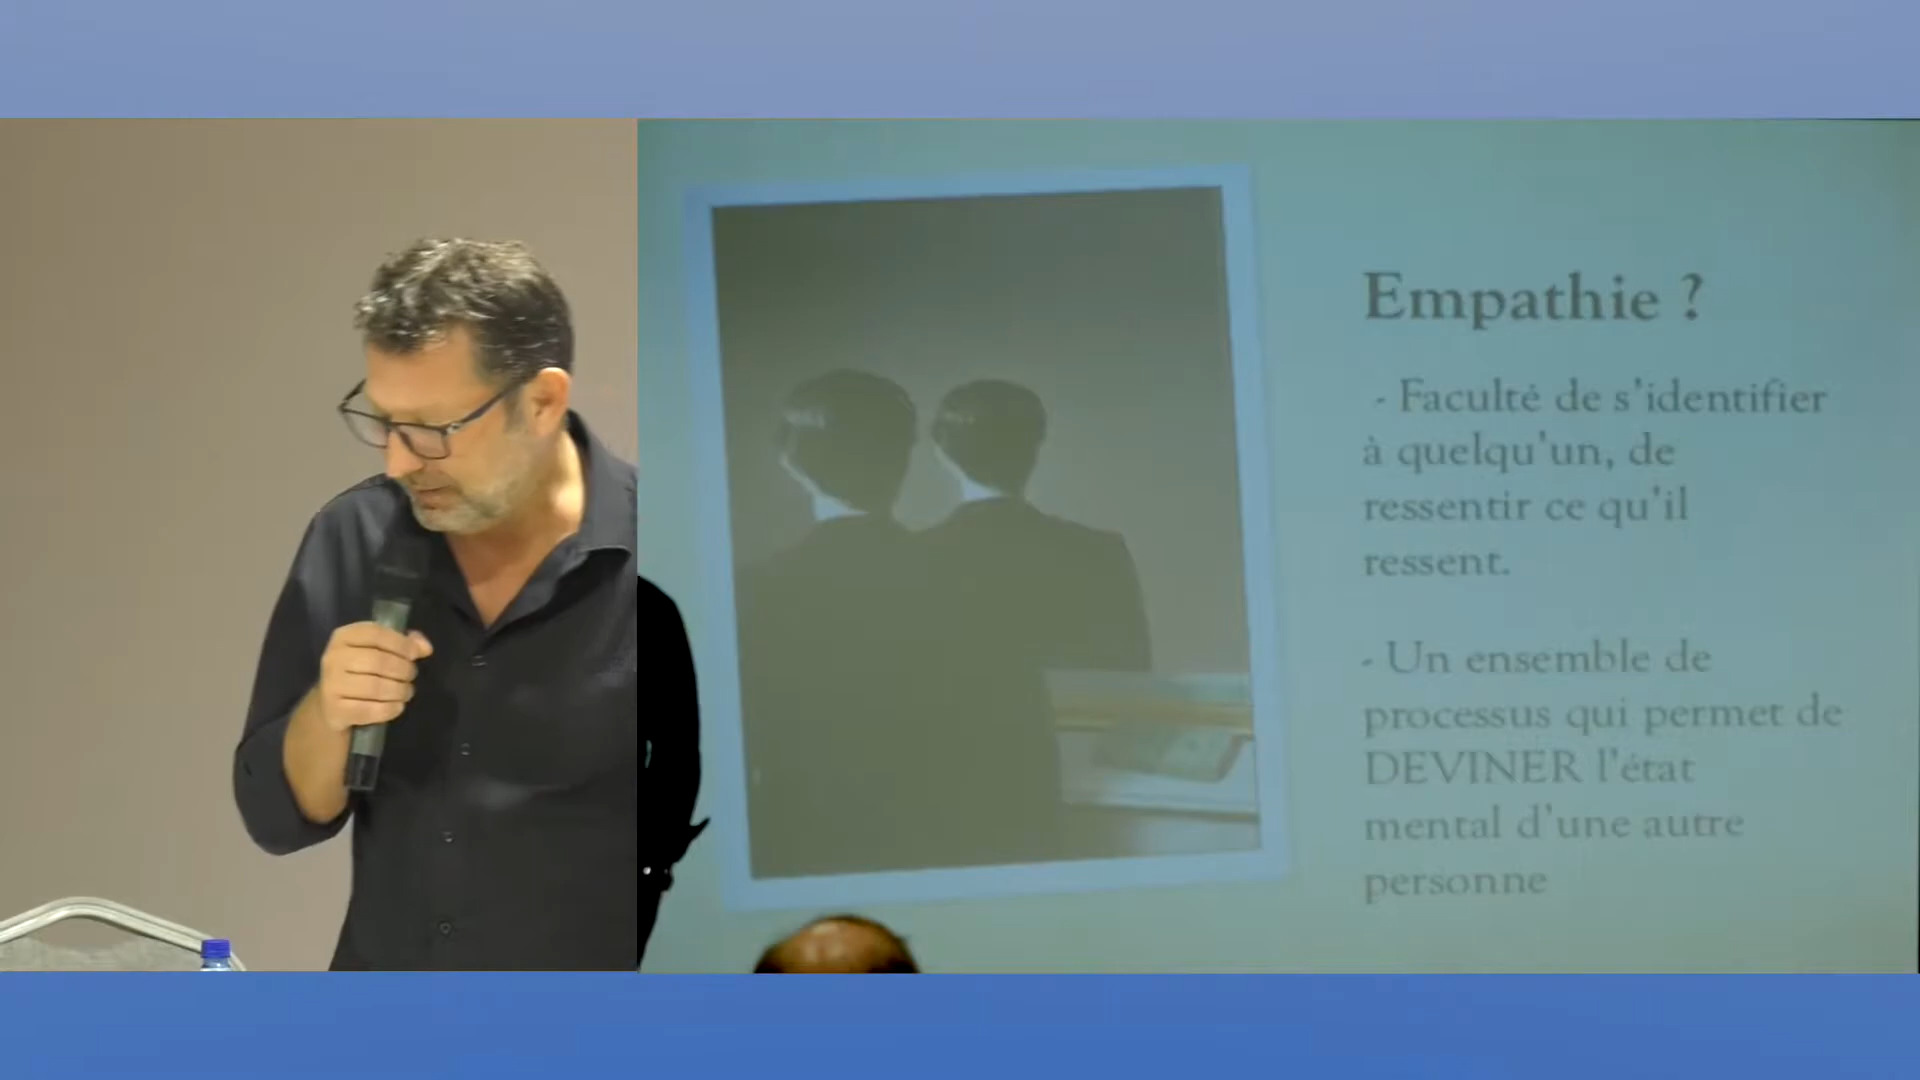 Empathie ?
- Faculté de s'identifier
à quelqu'un, de
ressentir ce qu'il
ressent.
- Un ensemble de
processus qui permet de
DEVINER l'état
mental d'une autre
personne